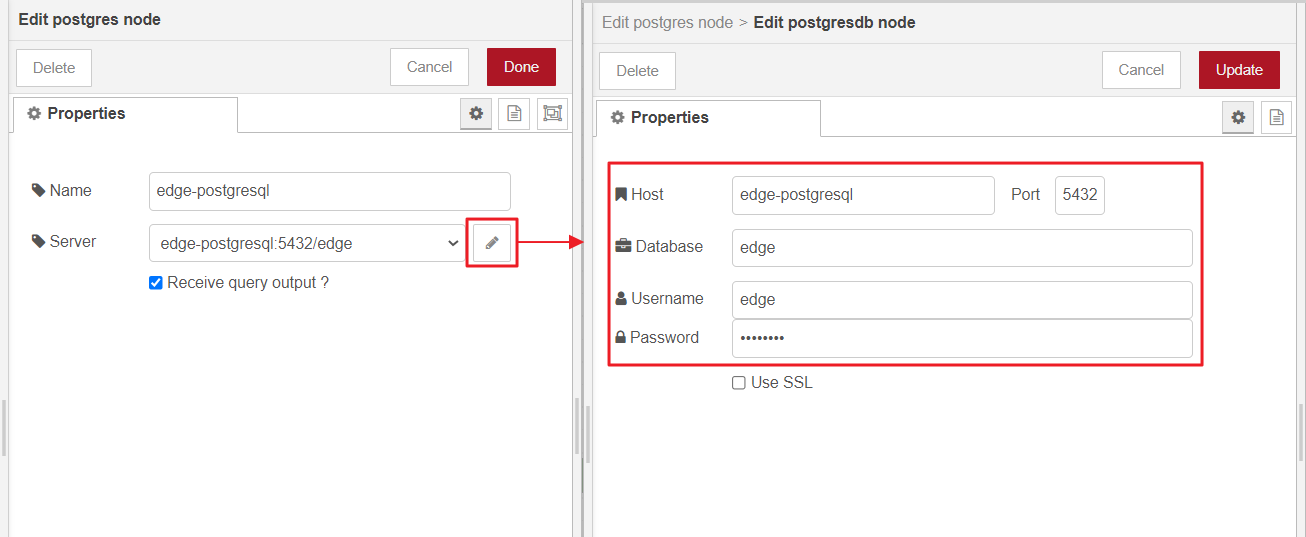 Edit postgres node
Delete
Cancel
Done
Properties
Name
edge-postgresql
Server
edge-postgresql:5432/edge
Receive query output ?
Edit postgres node > Edit postgresdb node
Delete
Cancel
Update
Properties
Host
edge-postgresql
Port
5432
Database
edge
Username
edge
Password
••••••••
Use SSL